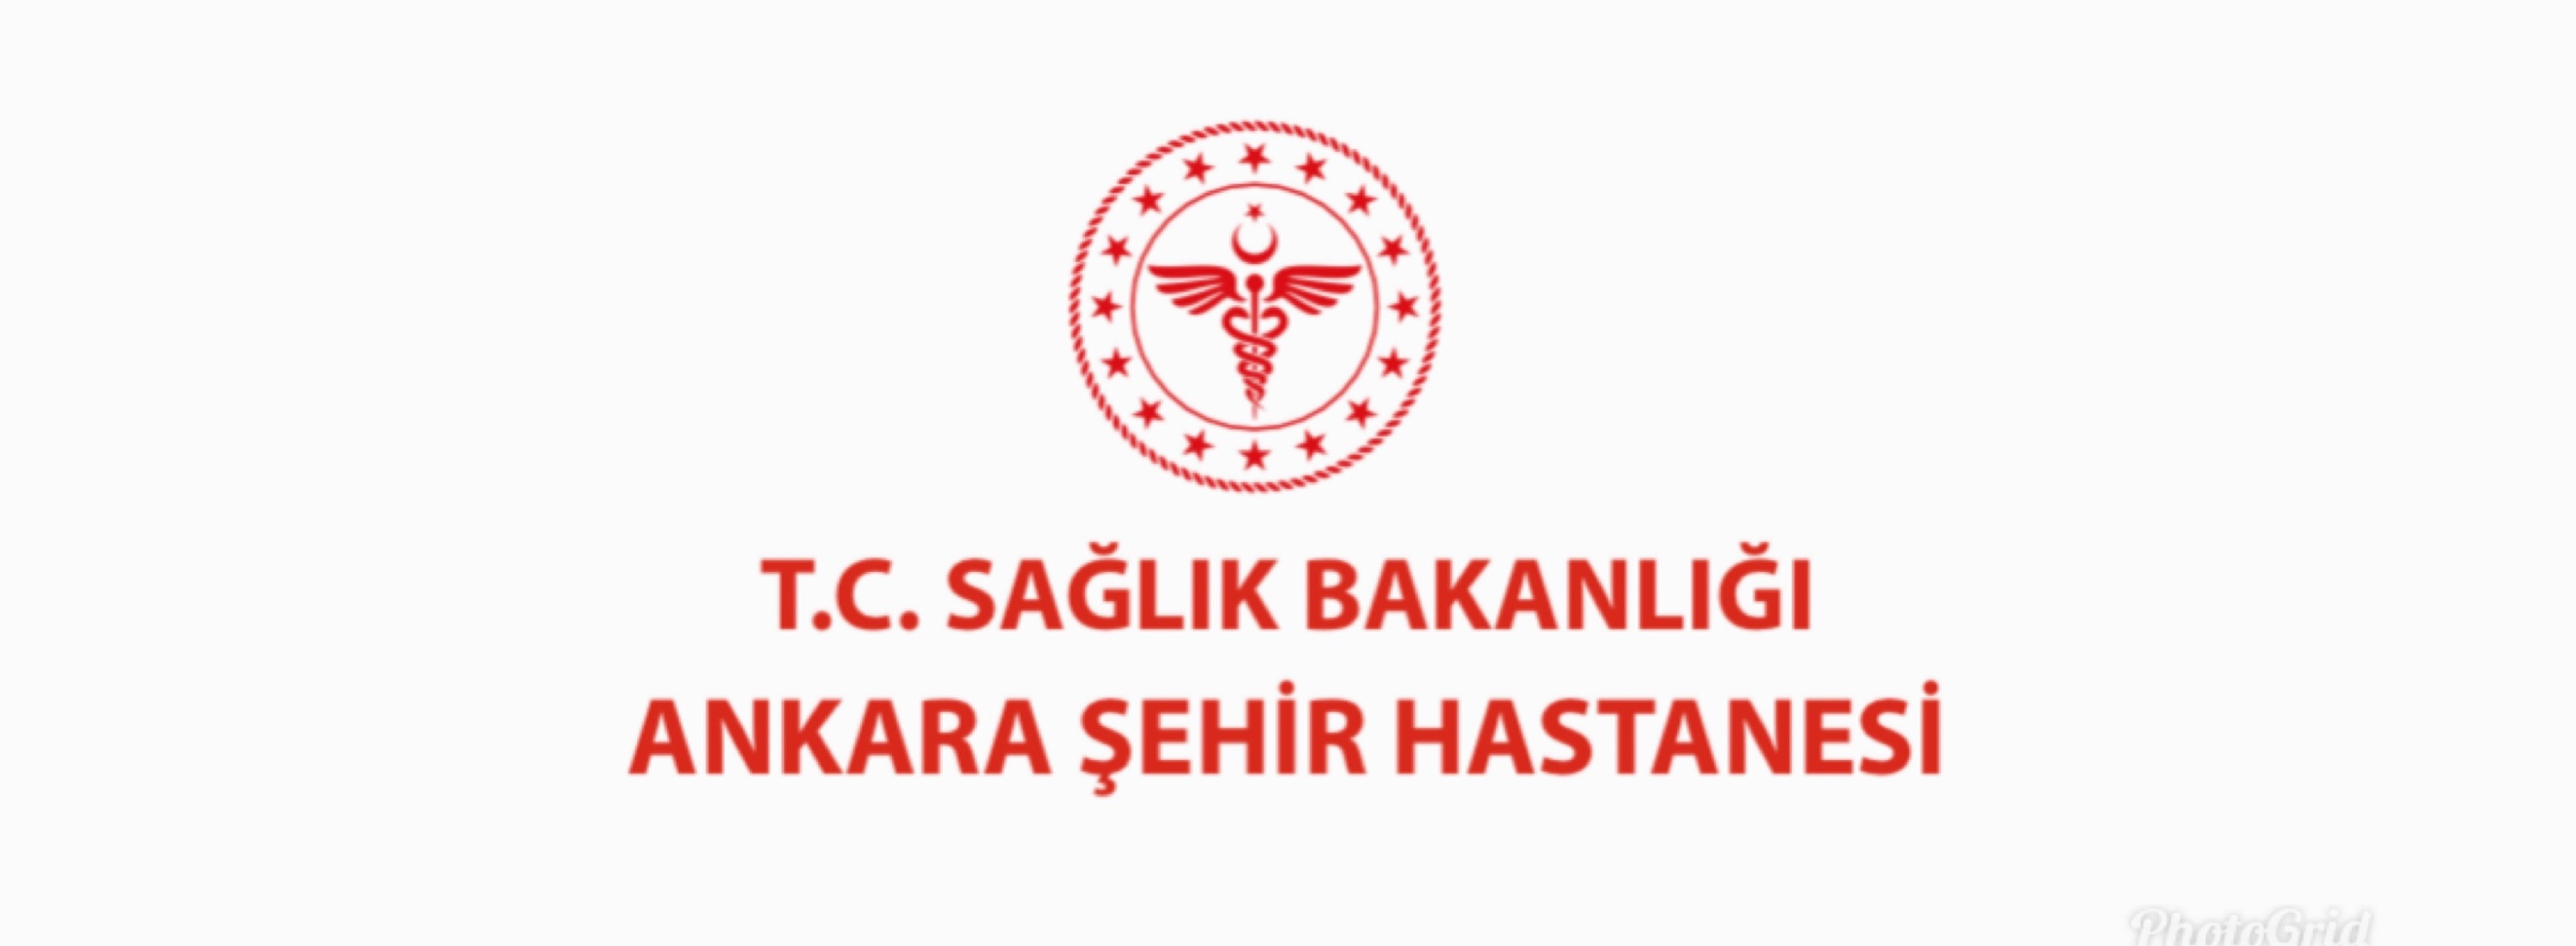 T.C. SAĞLIK BAKANLIĞI
ANKARA ŞEHİR HASTANESİ
PhotoGrid